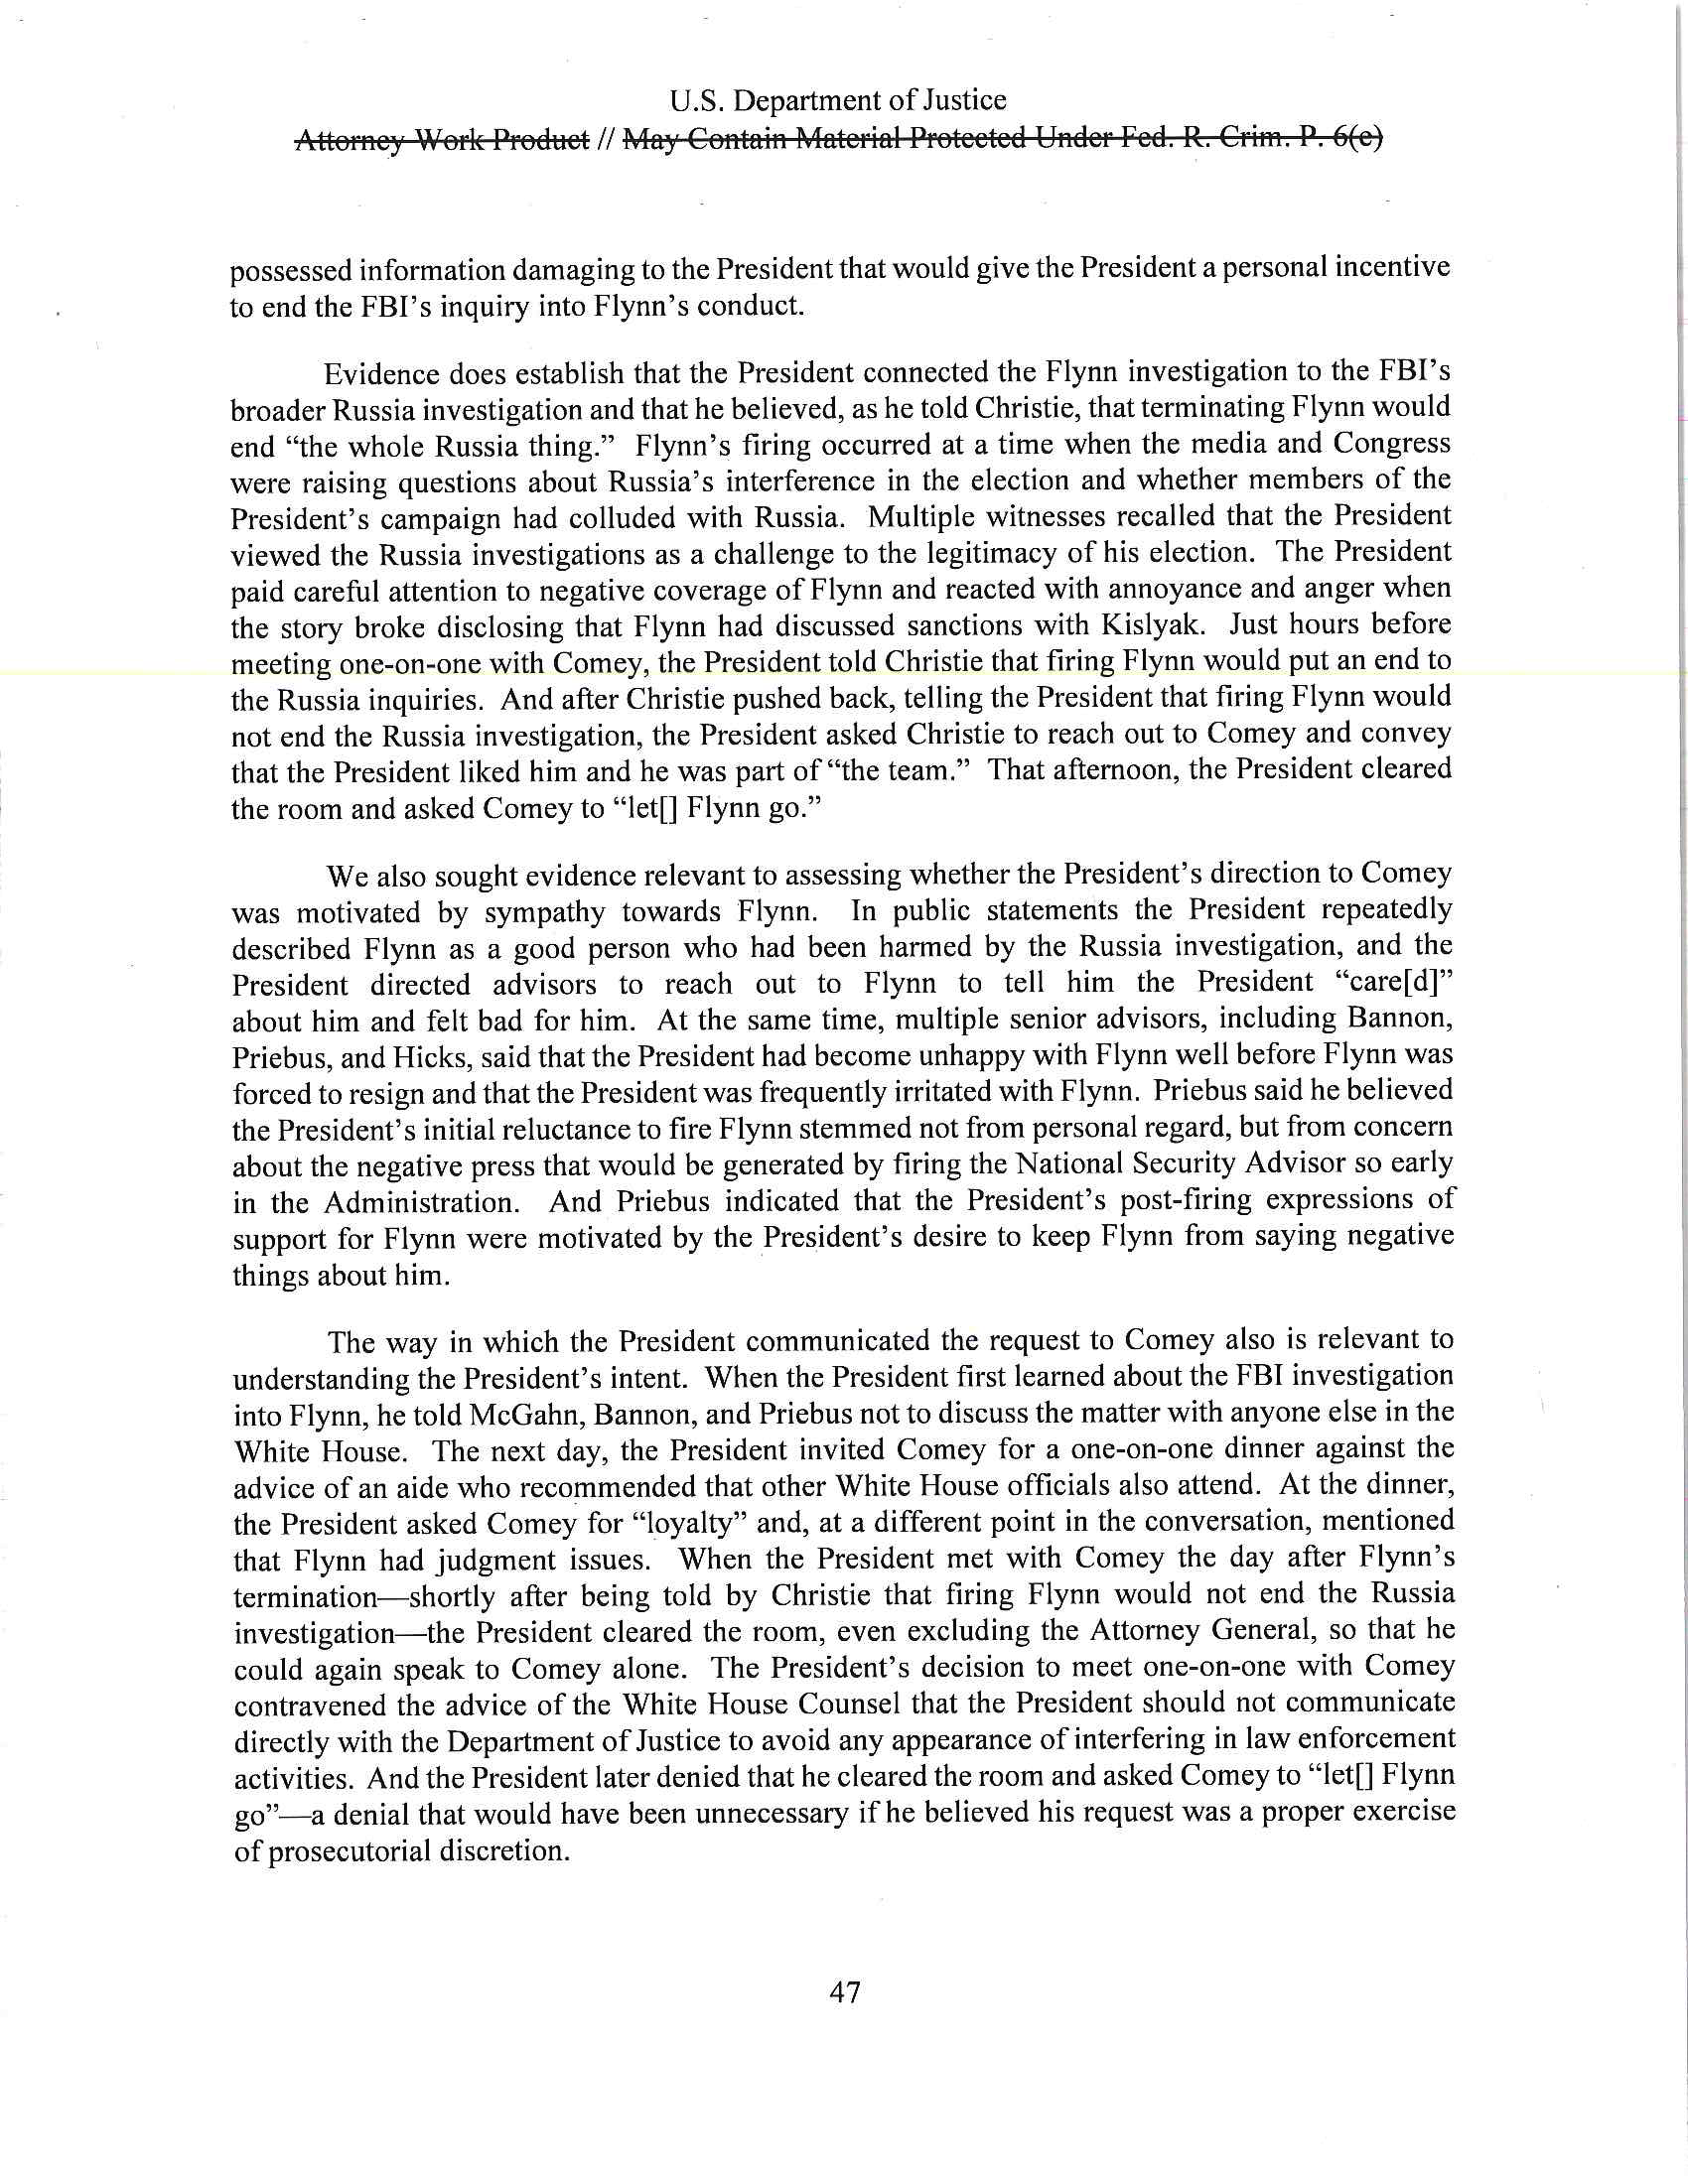 U.S. Department of Justice
Attorney Work Product // May Contain Material Protected Under Fed. R. Crim. P. 6(e)
possessed information damaging to the President that would give the President a personal incentive
to end the FBI's inquiry into Flynn's conduct.
Evidence does establish that the President connected the Flynn investigation to the FBI's
broader Russia investigation and that he believed, as he told Christie, that terminating Flynn would
end “the whole Russia thing.” Flynn's firing occurred at a time when the media and Congress
were raising questions about Russia's interference in the election and whether members of the
President's campaign had colluded with Russia. Multiple witnesses recalled that the President
viewed the Russia investigations as a challenge to the legitimacy of his election. The President
paid careful attention to negative coverage of Flynn and reacted with annoyance and anger when
the story broke disclosing that Flynn had discussed sanctions with Kislyak. Just hours before
meeting one-on-one with Comey, the President told Christie that firing Flynn would put an end to
the Russia inquiries. And after Christie pushed back, telling the President that firing Flynn would
not end the Russia investigation, the President asked Christie to reach out to Comey and convey
that the President liked him and he was part of “the team.” That afternoon, the President cleared
the room and asked Comey to “let[] Flynn go.”
We also sought evidence relevant to assessing whether the President's direction to Comey
was motivated by sympathy towards Flynn. In public statements the President repeatedly
described Flynn as a good person who had been harmed by the Russia investigation, and the
President directed advisors to reach out to Flynn to tell him the President “care[d]”
about him and felt bad for him. At the same time, multiple senior advisors, including Bannon,
Priebus, and Hicks, said that the President had become unhappy with Flynn well before Flynn was
forced to resign and that the President was frequently irritated with Flynn. Priebus said he believed
the President's initial reluctance to fire Flynn stemmed not from personal regard, but from concern
about the negative press that would be generated by firing the National Security Advisor so early
in the Administration. And Priebus indicated that the President's post-firing expressions of
support for Flynn were motivated by the President's desire to keep Flynn from saying negative
things about him.
The way in which the President communicated the request to Comey also is relevant to
understanding the President's intent. When the President first learned about the FBI investigation
into Flynn, he told McGahn, Bannon, and Priebus not to discuss the matter with anyone else in the
White House. The next day, the President invited Comey for a one-on-one dinner against the
advice of an aide who recommended that other White House officials also attend. At the dinner,
the President asked Comey for “loyalty” and, at a different point in the conversation, mentioned
that Flynn had judgment issues. When the President met with Comey the day after Flynn's
termination—shortly after being told by Christie that firing Flynn would not end the Russia
investigation—the President cleared the room, even excluding the Attorney General, so that he
could again speak to Comey alone. The President's decision to meet one-on-one with Comey
contravened the advice of the White House Counsel that the President should not communicate
directly with the Department of Justice to avoid any appearance of interfering in law enforcement
activities. And the President later denied that he cleared the room and asked Comey to “let[] Flynn
go”—a denial that would have been unnecessary if he believed his request was a proper exercise
of prosecutorial discretion.
47